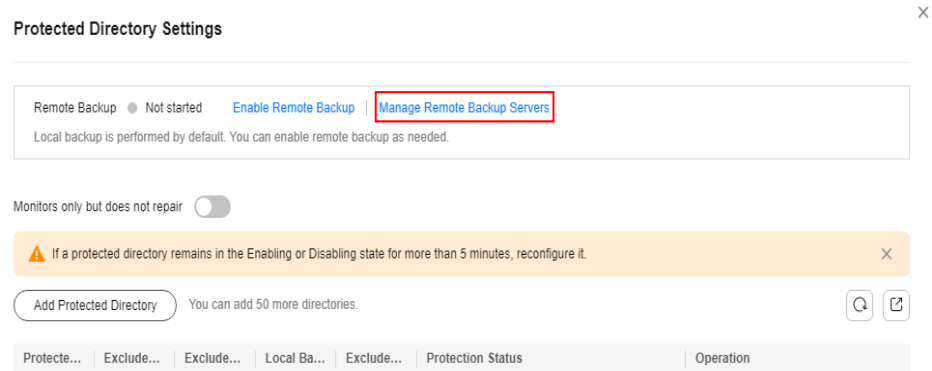 Protected Directory Settings
Remote Backup Not started Enable Remote Backup Manage Remote Backup Servers
Local backup is performed by default. You can enable remote backup as needed.
Monitors only but does not repair
If a protected directory remains in the Enabling or Disabling state for more than 5 minutes, reconfigure it.
Add Protected Directory You can add 50 more directories.
Protecte... Exclude... Exclude... Local Ba... Exclude... Protection Status Operation